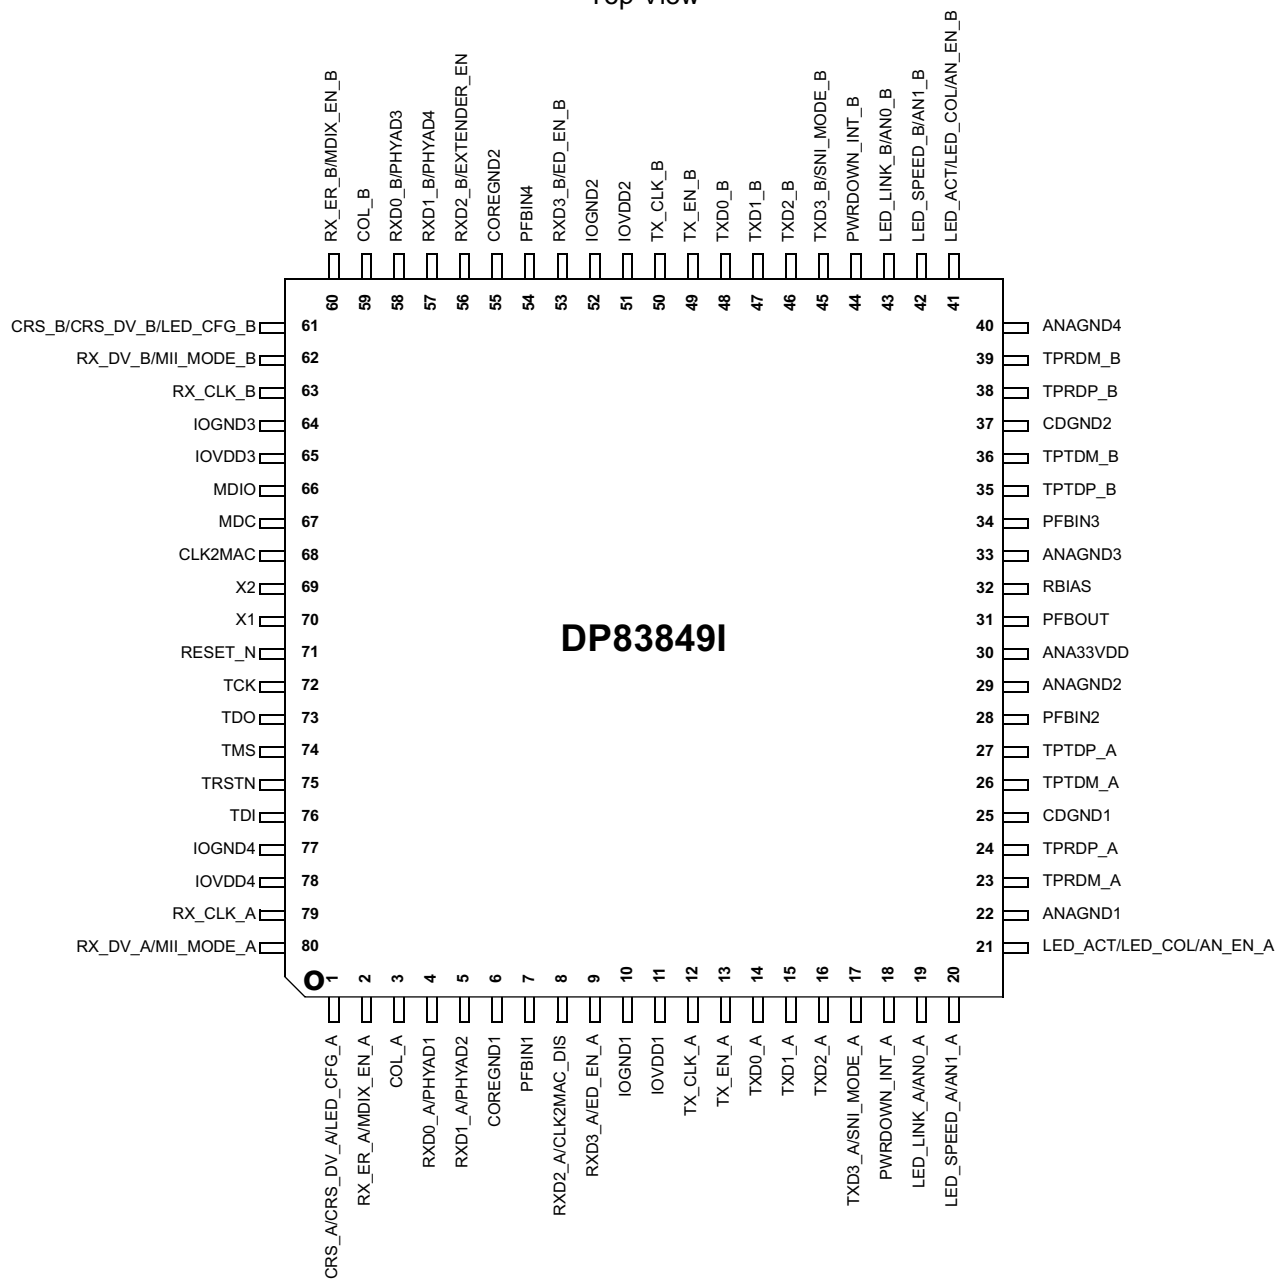 Top View
RX_ER_B/MDIX_EN_B
COL_B
RXD0_B/PHYAD3
RXD1_B/PHYAD4
RXD2_B/EXTENDER_EN
COREGND2
PFBIN4
RXD3_B/ED_EN_B
IOGND2
IOVDD2
TX_CLK_B
TX_EN_B
TXD0_B
TXD1_B
TXD2_B
TXD3_B/SNI_MODE_B
PWRDOWN_INT_B
LED_LINK_B/AN0_B
LED_SPEED_B/AN1_B
LED_ACT/LED_COL/AN_EN_B
60 59 58 57 56 55 54 53 52 51 50 49 48 47 46 45 44 43 42 41
CRS_B/CRS_DV_B/LED_CFG_B 61
RX_DV_B/MII_MODE_B 62
RX_CLK_B 63
IOGND3 64
IOVDD3 65
MDIO 66
MDC 67
CLK2MAC 68
X2 69
X1 70
RESET_N 71
TCK 72
TDO 73
TMS 74
TRSTN 75
TDI 76
IOGND4 77
IOVDD4 78
RX_CLK_A 79
RX_DV_A/MII_MODE_A 80
DP83849I
40 ANAGND4
39 TPRDM_B
38 TPRDP_B
37 CDGND2
36 TPTDM_B
35 TPTDP_B
34 PFBIN3
33 ANAGND3
32 RBIAS
31 PFBOUT
30 ANA33VDD
29 ANAGND2
28 PFBIN2
27 TPTDP_A
26 TPTDM_A
25 CDGND1
24 TPRDP_A
23 TPRDM_A
22 ANAGND1
21 LED_ACT/LED_COL/AN_EN_A
1 2 3 4 5 6 7 8 9 10 11 12 13 14 15 16 17 18 19 20
CRS_A/CRS_DV_A/LED_CFG_A
RX_ER_A/MDIX_EN_A
COL_A
RXD0_A/PHYAD1
RXD1_A/PHYAD2
COREGND1
PFBIN1
RXD2_A/CLK2MAC_DIS
RXD3_A/ED_EN_A
IOGND1
IOVDD1
TX_CLK_A
TX_EN_A
TXD0_A
TXD1_A
TXD2_A
TXD3_A/SNI_MODE_A
PWRDOWN_INT_A
LED_LINK_A/AN0_A
LED_SPEED_A/AN1_A